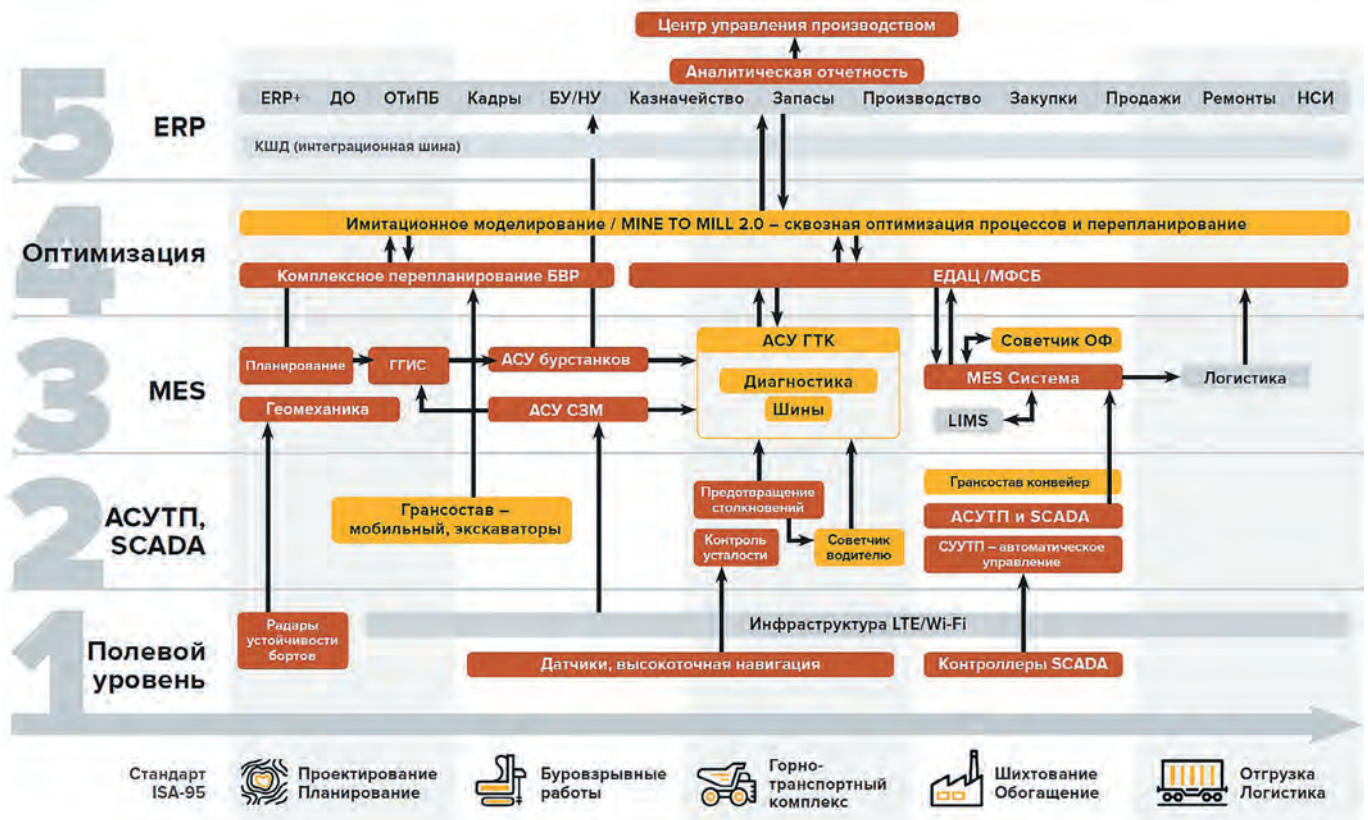 Центр управления производством
Аналитическая отчетность
5
ERP
ERP+ ДО ОТиПБ Кадры БУ/НУ Казначейство Запасы Производство Закупки Продажи Ремонты НСИ
КШД (интеграционная шина)
4
Оптимизация
Имитационное моделирование / MINE TO MILL 2.0 – сквозная оптимизация процессов и перепланирование
Комплексное перепланирование БВР
ЕДАЦ /МФСБ
3
MES
Планирование
ГГИС
АСУ бурстанков
Геомеханика
АСУ СЗМ
АСУ ГТК
Диагностика
Шины
Советчик ОФ
MES Система
Логистика
LIMS
2
АСУТП,
SCADA
Грансостав –
мобильный, экскаваторы
Предотвращение
столкновений
Контроль
усталости
Советчик
водителю
Грансостав конвейер
АСУТП и SCADA
СУУТП – автоматическое
управление
1
Полевой
уровень
Радары
устойчивости
бортов
Инфраструктура LTE/Wi-Fi
Датчики, высокоточная навигация
Контроллеры SCADA
Стандарт
ISA-95
Проектирование
Планирование
Буровзрывные
работы
Горно-
транспортный
комплекс
Шихтование
Обогащение
Отгрузка
Логистика